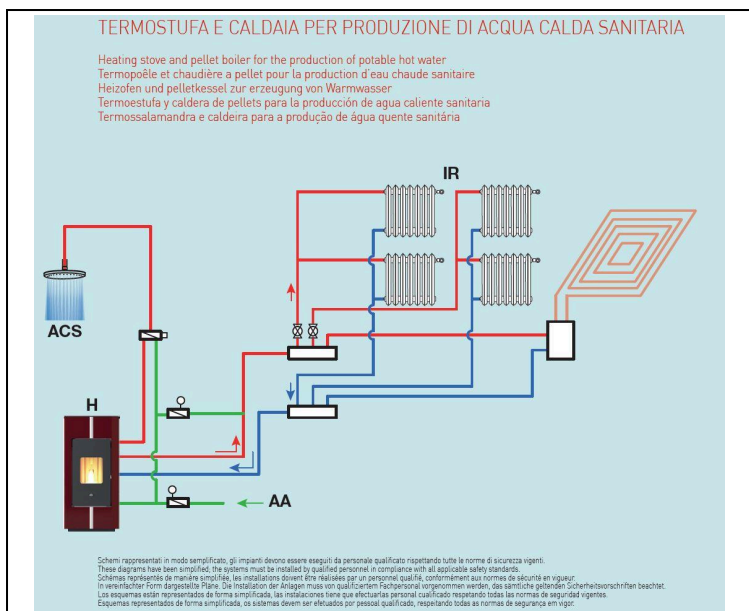 TERMOSTUFA E CALDAIA PER PRODUZIONE DI ACQUA CALDA SANITARIA
Heating stove and pellet boiler for the production of potable hot water
Termopoêle et chaudière a pellet pour la production d'eau chaude sanitaire
Heizofen und pelletkessel zur erzeugung von Warmwasser
Termoestufa y caldera de pellets para la producción de agua caliente sanitaria
Termossalamandra e caldeira para a produção de água quente sanitária
IR
ACS
H
AA
Schemi rappresentati in modo semplificato, gli impianti devono essere eseguiti da personale qualificato rispettando tutte le norme di sicurezza vigenti.
These diagrams have been simplified; the systems must be installed by qualified personnel in compliance with all applicable safety standards.
Schémas représentés de manière simplifiée, les installations doivent être réalisées par un personnel qualifié, conformément aux normes de sécurité en vigueur.
In vereinfachter Form dargestellte Pläne. Die Installation der Anlagen muss von qualifiziertem Fachpersonal vorgenommen werden, das sämtliche geltenden Sicherheitsvorschriften beachtet.
Los esquemas están representados de forma simplificada, las instalaciones tiene que efectuarlas personal cualificado respetando todas las normas de seguridad vigentes.
Esquemas representados de forma simplificada, os sistemas devem ser efetuados por pessoal qualificado, respeitando todas as normas de segurança em vigor.